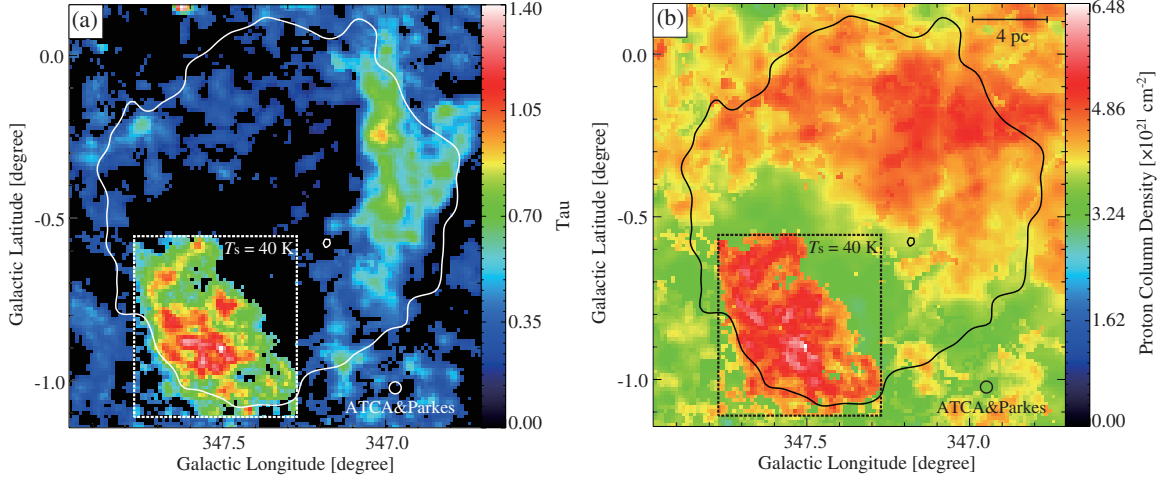 (a)
0.0
-0.5
-1.0
Galactic Latitude [degree]
347.5
347.0
Galactic Longitude [degree]
Ts = 40 K
ATCA&Parkes
1.40
1.05
0.70
0.35
0.00
Tau
(b)
4 pc
0.0
-0.5
-1.0
Galactic Latitude [degree]
347.5
347.0
Galactic Longitude [degree]
Ts = 40 K
ATCA&Parkes
6.48
4.86
3.24
1.62
0.00
Proton Column Density [×10²¹ cm⁻²]